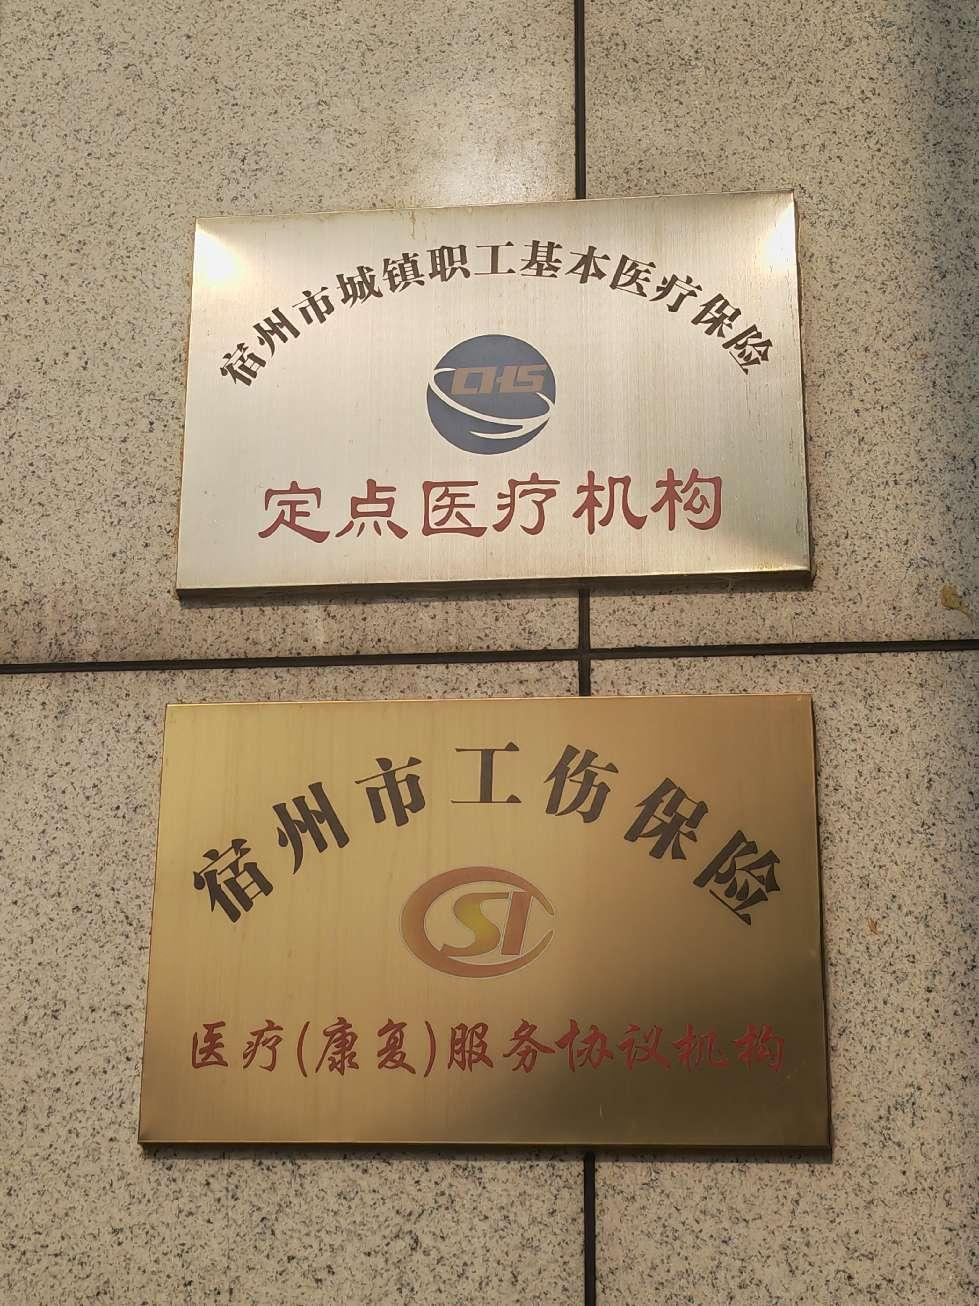 宿州市城镇职工基本医疗保险
CHS
定点医疗机构
宿州市工伤保险
CSI
医疗(康复)服务协议机构